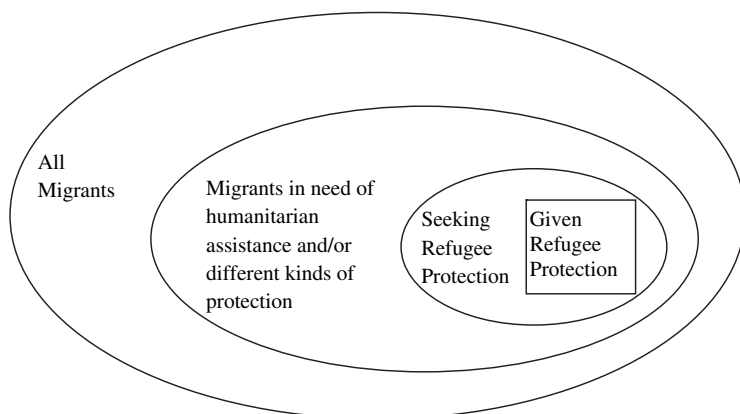 All
Migrants
Migrants in need of
humanitarian
assistance and/or
different kinds of
protection
Seeking
Refugee
Protection
Given
Refugee
Protection